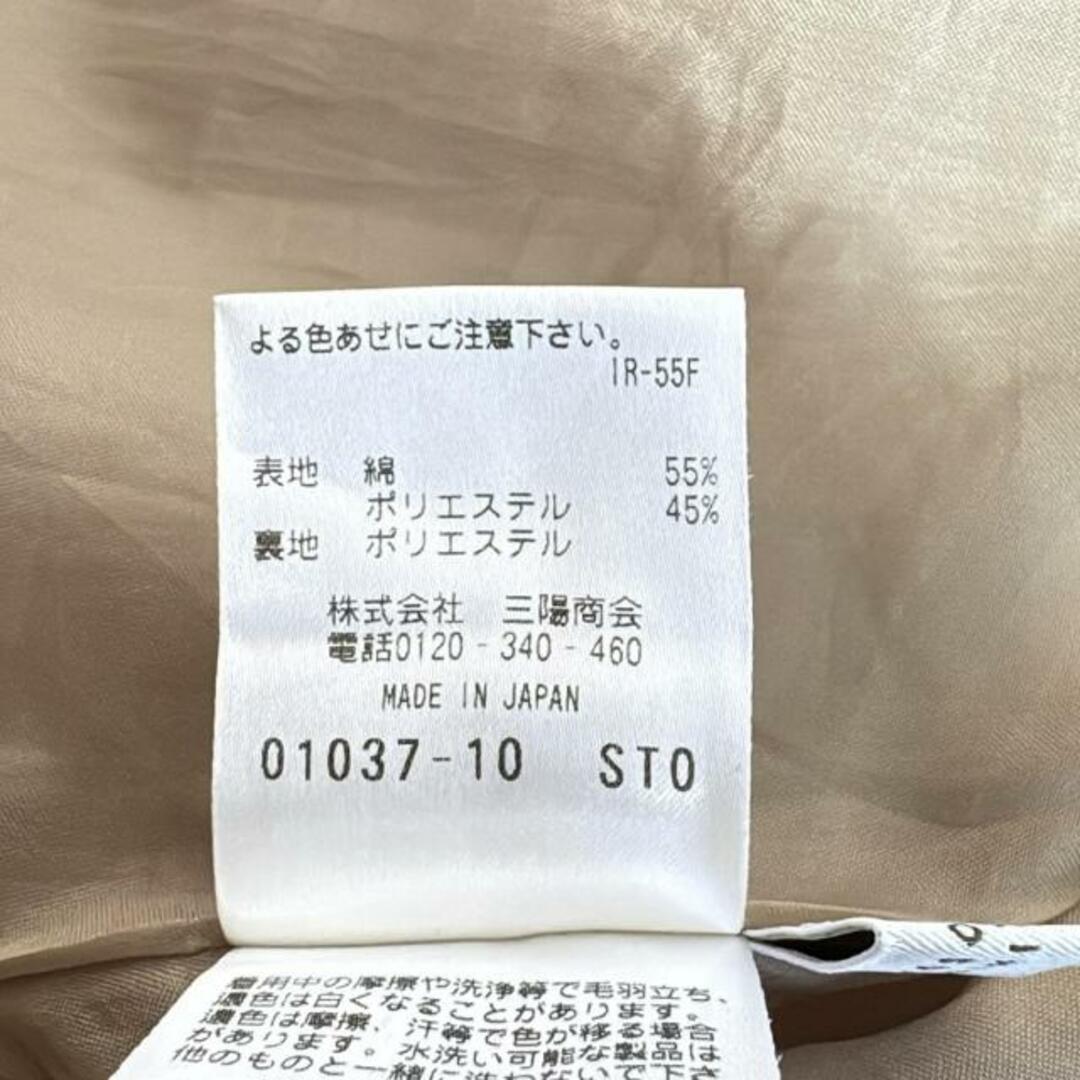 よる色あせにご注意下さい。
IR-55F
表地 綿 55%
ポリエステル 45%
裏地 ポリエステル
株式会社 三陽商会
電話0120-340-460
MADE IN JAPAN
01037-10 STO
着用中の摩擦や洗浄等で毛羽立ち、
濃色は白くなることがあります。
濃色は摩擦、汗等で色が移る場合
があります。水洗い可能な製品は
他のものと一緒に洗わないで下さ